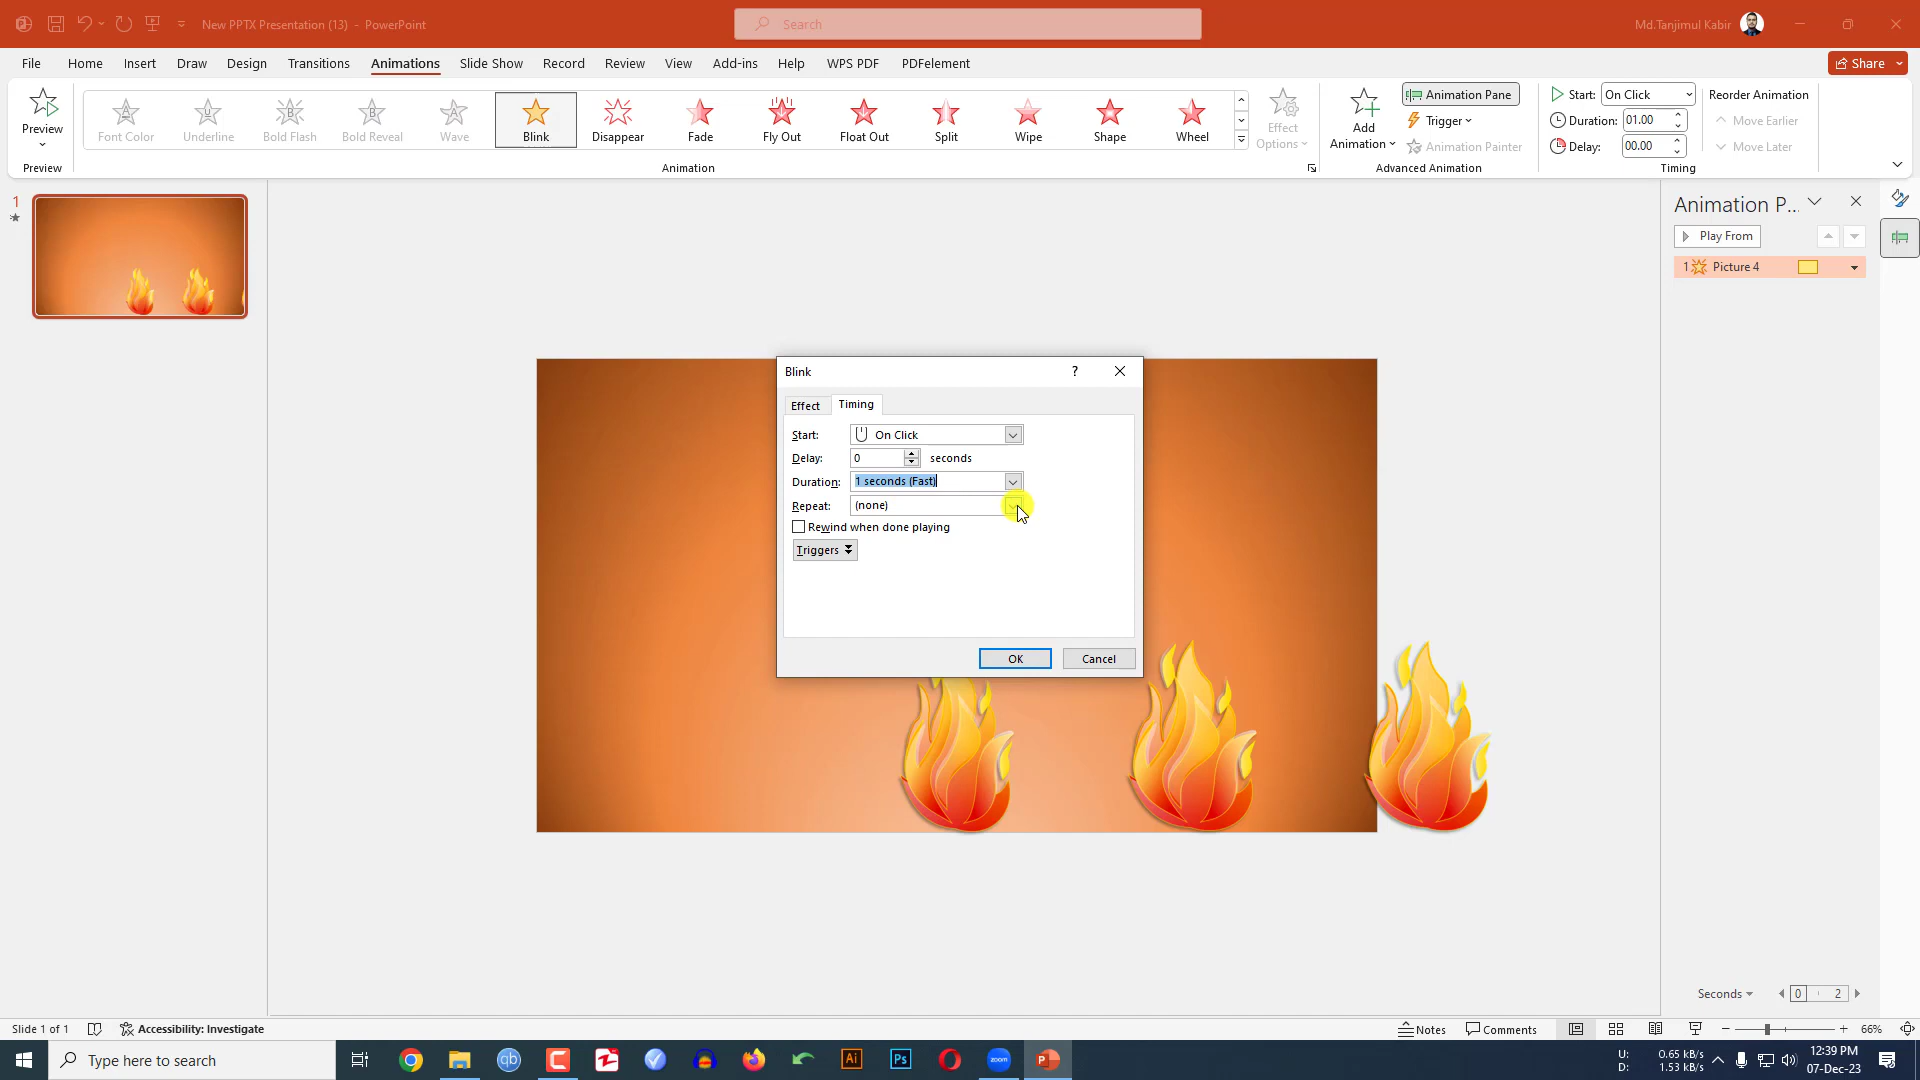 New PPTX Presentation (13) - PowerPoint
Search
Md.Tanjimul Kabir
File Home Insert Draw Design Transitions Animations Slide Show Record Review View Add-ins Help WPS PDF PDFelement
Share
Preview
Font Color Underline Bold Flash Bold Reveal Wave Blink Disappear Fade Fly Out Float Out Split Wipe Shape Wheel
Effect Options
Add Animation
Animation Pane
Trigger
Animation Painter
Start: On Click
Duration: 01.00
Delay: 00.00
Reorder Animation
Move Earlier
Move Later
Preview Animation Advanced Animation Timing
1
Animation P...
Play From
1 Picture 4
Blink ?
Effect Timing
Start: On Click
Delay: 0 seconds
Duration: 1 seconds (Fast)
Repeat: (none)
Rewind when done playing
Triggers
OK Cancel
Seconds 0 2
Slide 1 of 1 Accessibility: Investigate Notes Comments 66%
Type here to search
qb
Ai
Ps
zoom
P
U: 0.65 kB/s
D: 1.53 kB/s
12:39 PM
07-Dec-23